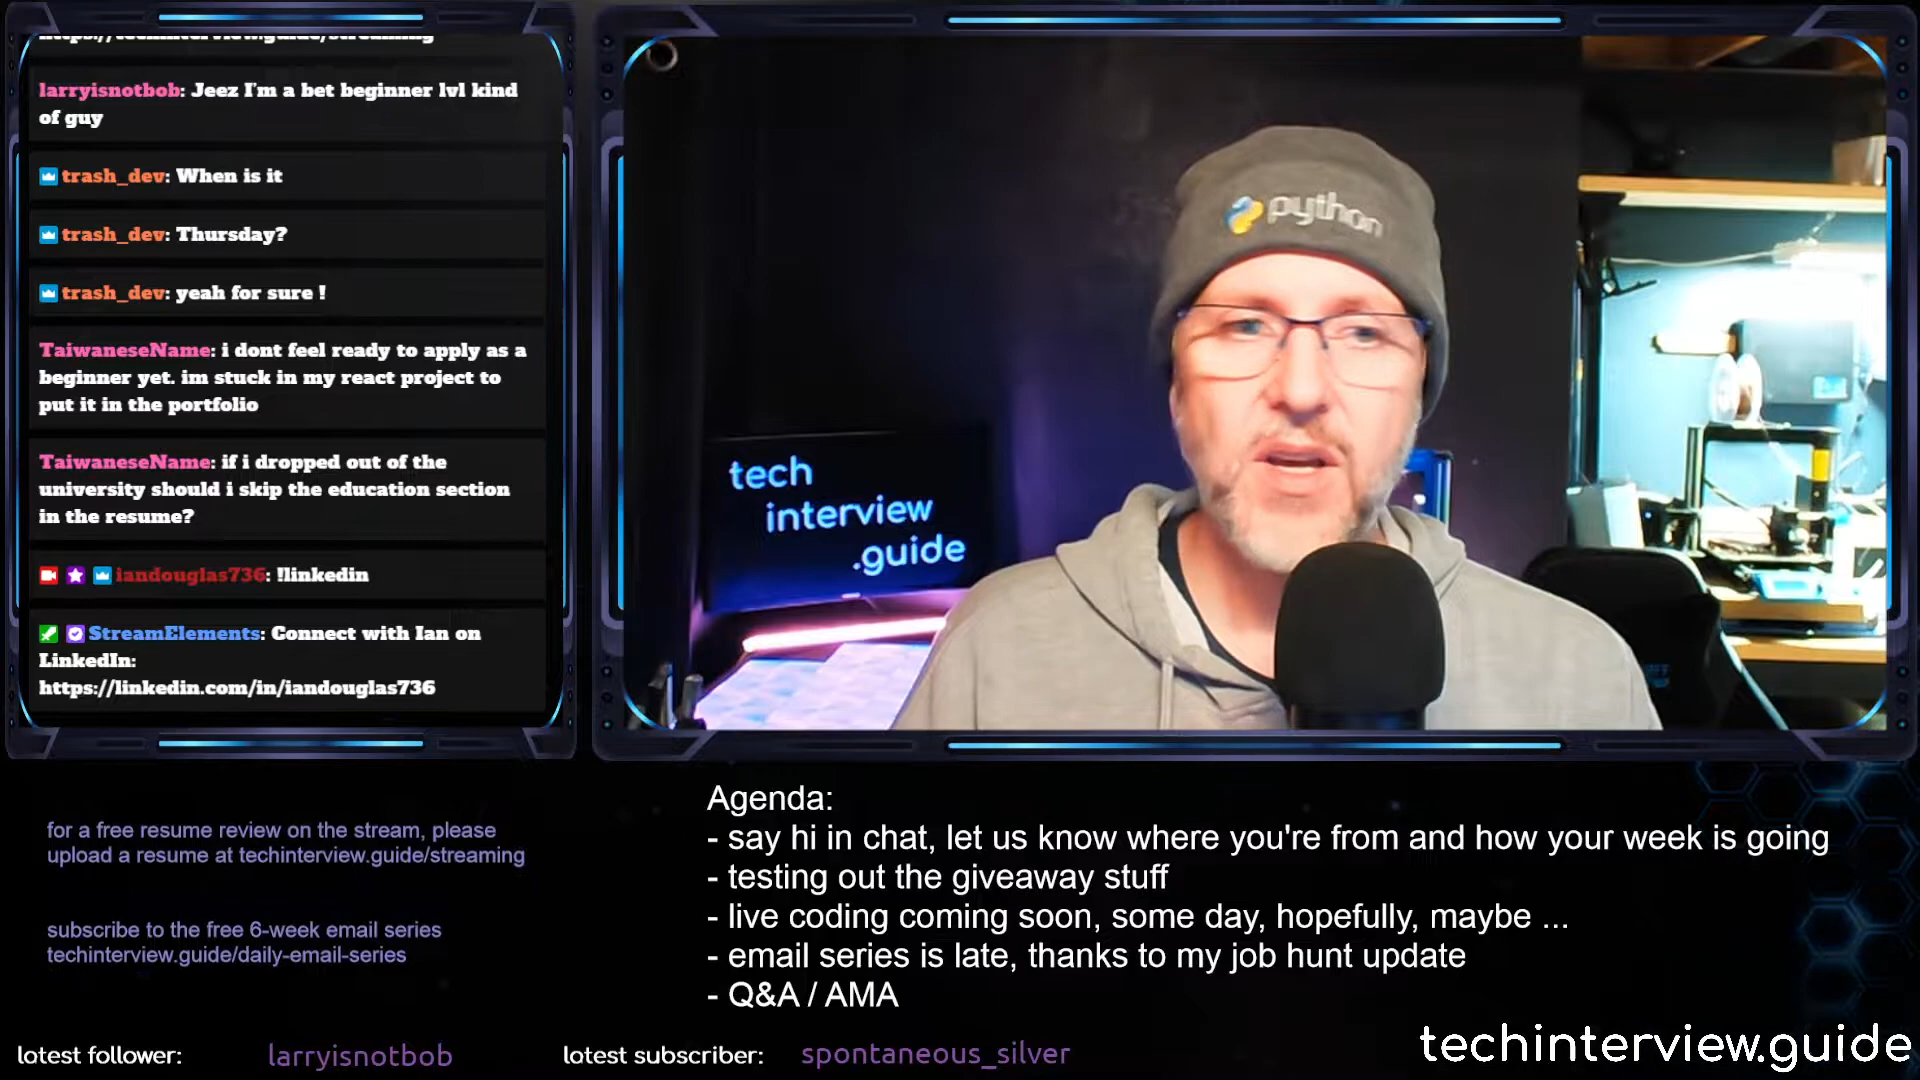 https://techinterview.guide/streaming
larryisnotbob: Jeez I'm a bet beginner lvl kind
of guy
trash_dev: When is it
trash_dev: Thursday?
trash_dev: yeah for sure !
TaiwaneseName: i dont feel ready to apply as a
beginner yet. im stuck in my react project to
put it in the portfolio
TaiwaneseName: if i dropped out of the
university should i skip the education section
in the resume?
iandouglas736: !linkedin
StreamElements: Connect with Ian on
LinkedIn:
https://linkedin.com/in/iandouglas736
python
tech
interview
.guide
for a free resume review on the stream, please
upload a resume at techinterview.guide/streaming
subscribe to the free 6-week email series
techinterview.guide/daily-email-series
Agenda:
- say hi in chat, let us know where you're from and how your week is going
- testing out the giveaway stuff
- live coding coming soon, some day, hopefully, maybe ...
- email series is late, thanks to my job hunt update
- Q&A / AMA
latest follower: larryisnotbob
latest subscriber: spontaneous_silver
techinterview.guide